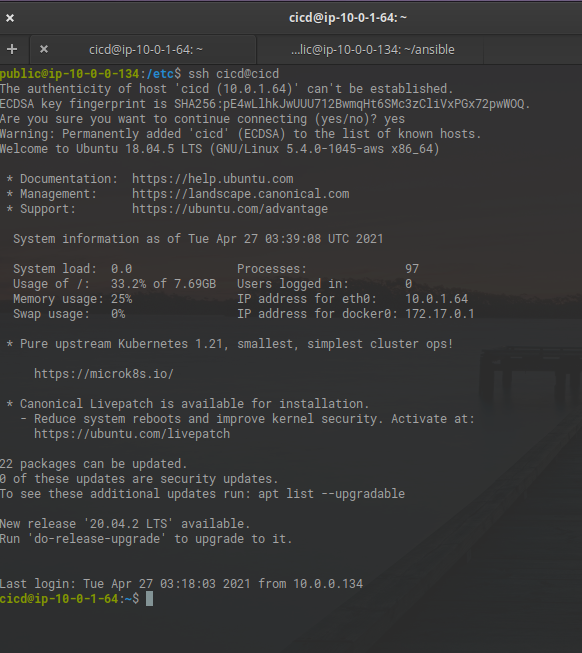 cicd@ip-10-0-1-64: ~
cicd@ip-10-0-1-64: ~
...lic@ip-10-0-0-134: ~/ansible
public@ip-10-0-0-134:/etc$ ssh cicd@cicd
The authenticity of host 'cicd (10.0.1.64)' can't be established.
ECDSA key fingerprint is SHA256:pE4wLlhkJwUUU712BwmqHt6SMc3zCliVxPGx72pwWOQ.
Are you sure you want to continue connecting (yes/no)? yes
Warning: Permanently added 'cicd' (ECDSA) to the list of known hosts.
Welcome to Ubuntu 18.04.5 LTS (GNU/Linux 5.4.0-1045-aws x86_64)
* Documentation:  https://help.ubuntu.com
* Management:     https://landscape.canonical.com
* Support:        https://ubuntu.com/advantage
System information as of Tue Apr 27 03:39:08 UTC 2021
System load:  0.0                Processes:              97
Usage of /:   33.2% of 7.69GB   Users logged in:        0
Memory usage: 25%                IP address for eth0:    10.0.1.64
Swap usage:   0%                 IP address for docker0: 172.17.0.1
* Pure upstream Kubernetes 1.21, smallest, simplest cluster ops!
https://microk8s.io/
* Canonical Livepatch is available for installation.
- Reduce system reboots and improve kernel security. Activate at:
https://ubuntu.com/livepatch
22 packages can be updated.
0 of these updates are security updates.
To see these additional updates run: apt list --upgradable
New release '20.04.2 LTS' available.
Run 'do-release-upgrade' to upgrade to it.
Last login: Tue Apr 27 03:18:03 2021 from 10.0.0.134
cicd@ip-10-0-1-64:~$